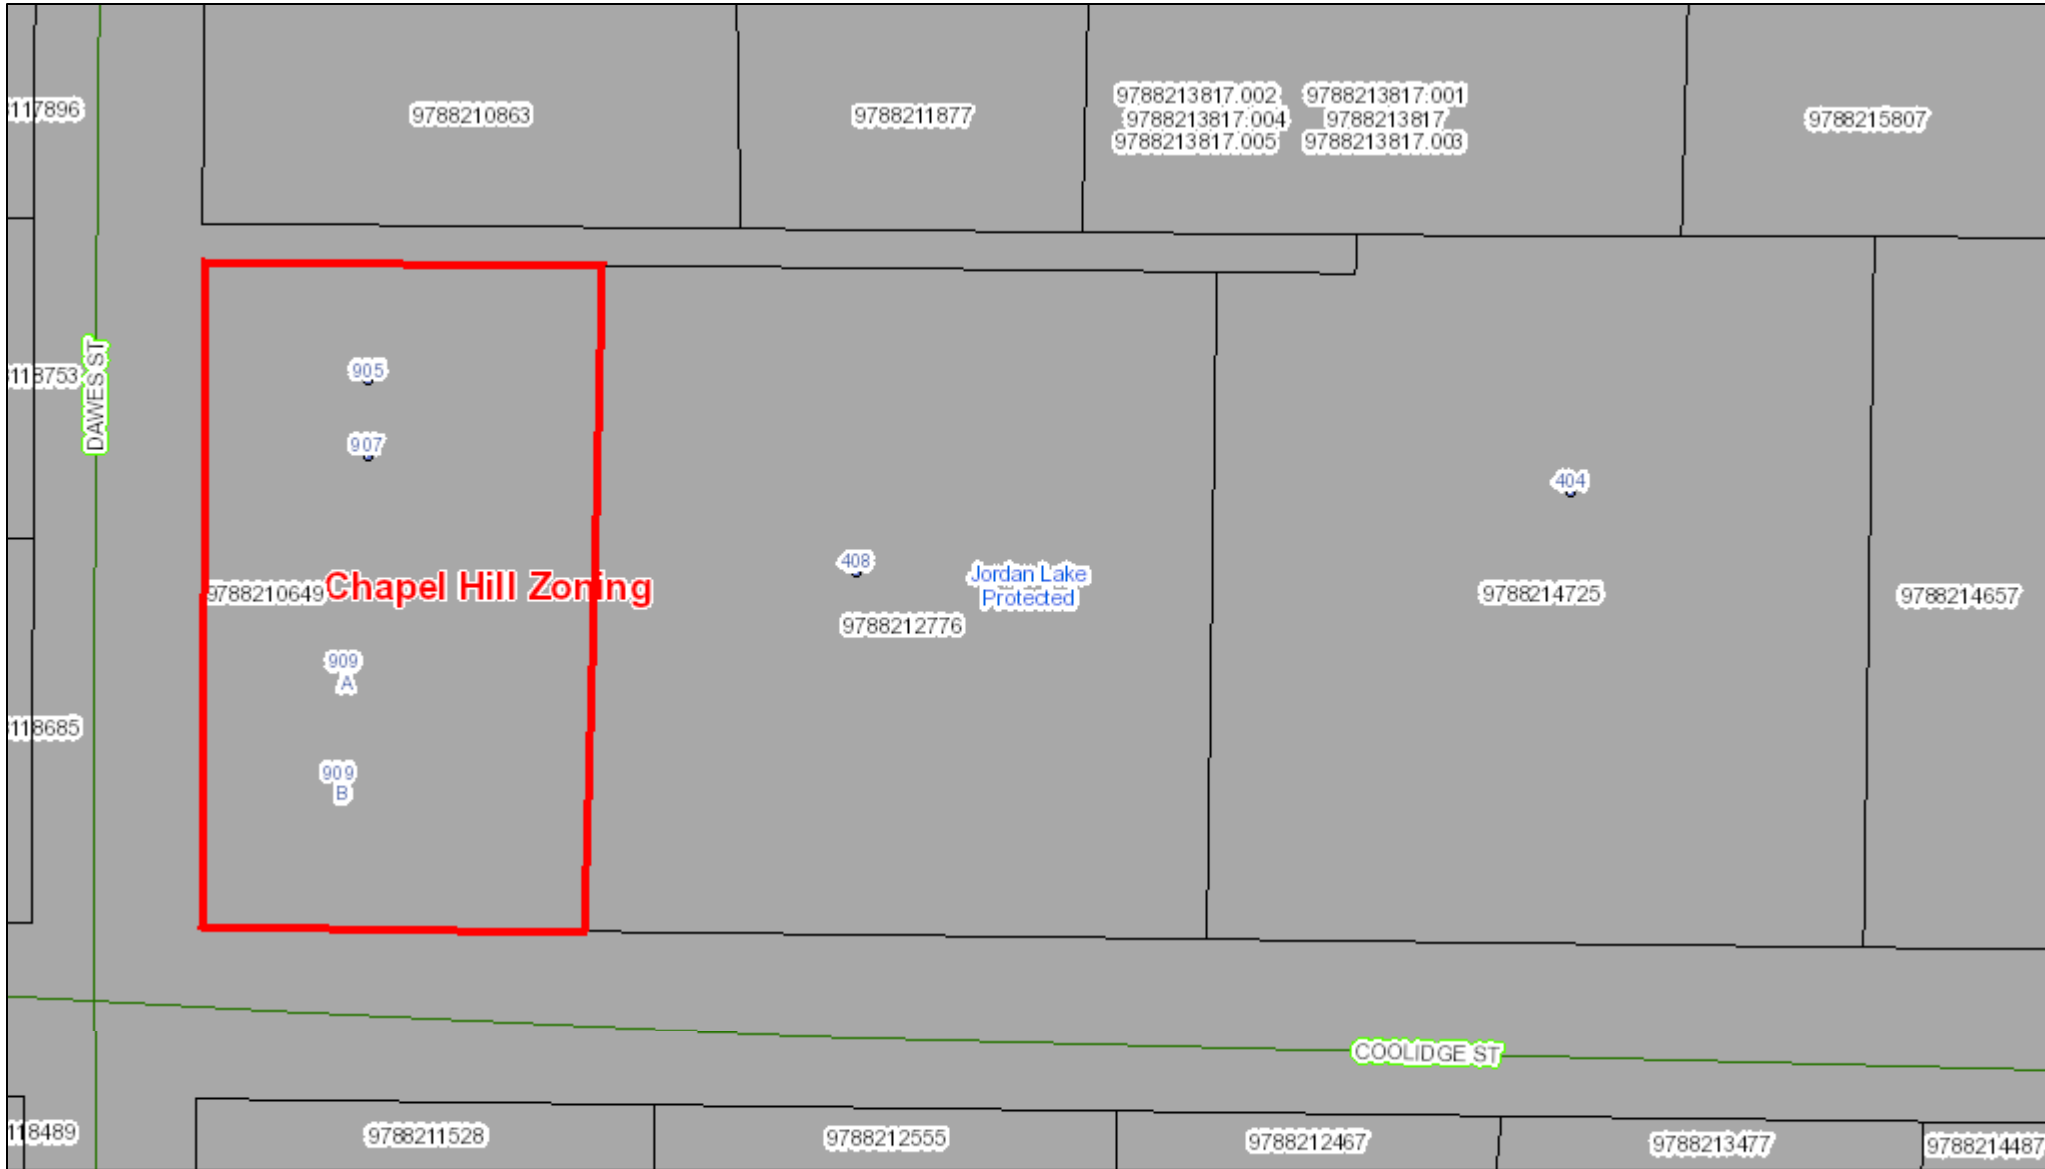 9788213817.002 9788213817.001
117896 9788210863 9788211877 9788213817.004 9788213817 9788215807
9788213817.005 9788213817.003
905
118753
DAWES ST
907
404
408
Jordan Lake
Protected
9788210649 Chapel Hill Zoning
9788214725 9788214657
9788212776
909
A
118685
909
B
COOLIDGE ST
118489 9788211528 9788212555 9788212467 9788213477 9788214487